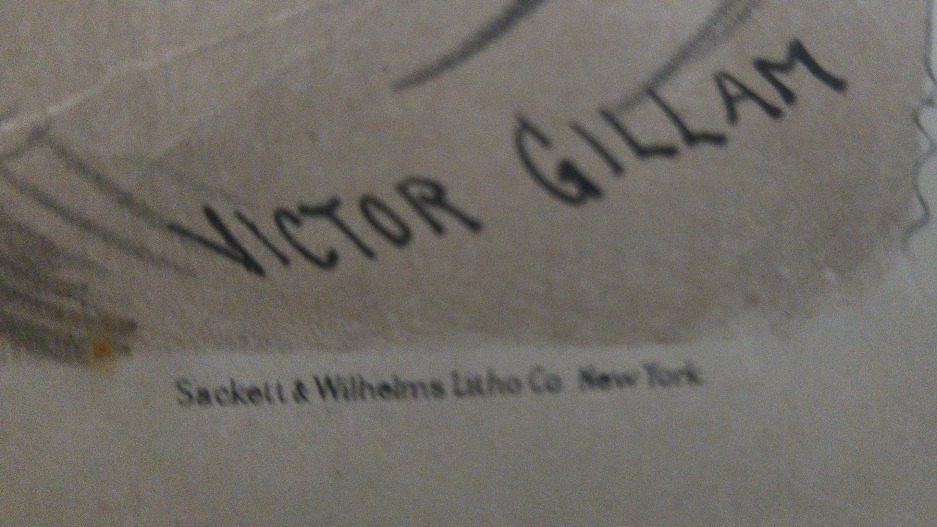 VICTOR GILLAM
Sackett & Wilhelms Litho Co New York